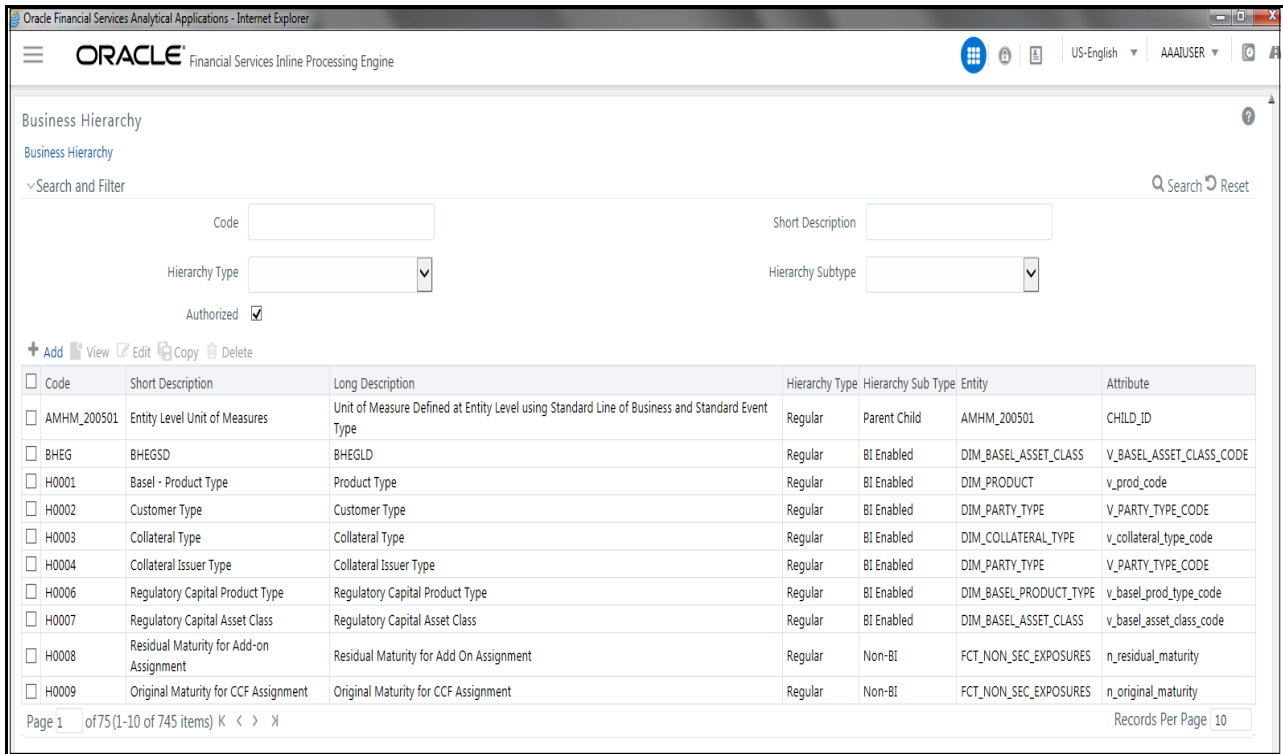 Oracle Financial Services Analytical Applications - Internet Explorer
ORACLE® Financial Services Inline Processing Engine
US-English AAAIUSER
Business Hierarchy
Business Hierarchy
Search and Filter Search Reset
Code Short Description
Hierarchy Type Hierarchy Subtype
Authorized
Add View Edit Copy Delete
Code Short Description Long Description Hierarchy Type Hierarchy Sub Type Entity Attribute
AMHM_200501 Entity Level Unit of Measures Unit of Measure Defined at Entity Level using Standard Line of Business and Standard Event Type Regular Parent Child AMHM_200501 CHILD_ID
BHEG BHEGSD BHEGLD Regular BI Enabled DIM_BASEL_ASSET_CLASS V_BASEL_ASSET_CLASS_CODE
H0001 Basel - Product Type Product Type Regular BI Enabled DIM_PRODUCT v_prod_code
H0002 Customer Type Customer Type Regular BI Enabled DIM_PARTY_TYPE V_PARTY_TYPE_CODE
H0003 Collateral Type Collateral Type Regular BI Enabled DIM_COLLATERAL_TYPE v_collateral_type_code
H0004 Collateral Issuer Type Collateral Issuer Type Regular BI Enabled DIM_PARTY_TYPE V_PARTY_TYPE_CODE
H0006 Regulatory Capital Product Type Regulatory Capital Product Type Regular BI Enabled DIM_BASEL_PRODUCT_TYPE v_basel_prod_type_code
H0007 Regulatory Capital Asset Class Regulatory Capital Asset Class Regular BI Enabled DIM_BASEL_ASSET_CLASS v_basel_asset_class_code
H0008 Residual Maturity for Add-on Assignment Residual Maturity for Add On Assignment Regular Non-BI FCT_NON_SEC_EXPOSURES n_residual_maturity
H0009 Original Maturity for CCF Assignment Original Maturity for CCF Assignment Regular Non-BI FCT_NON_SEC_EXPOSURES n_original_maturity
Page 1 of 75 (1-10 of 745 items) Records Per Page 10